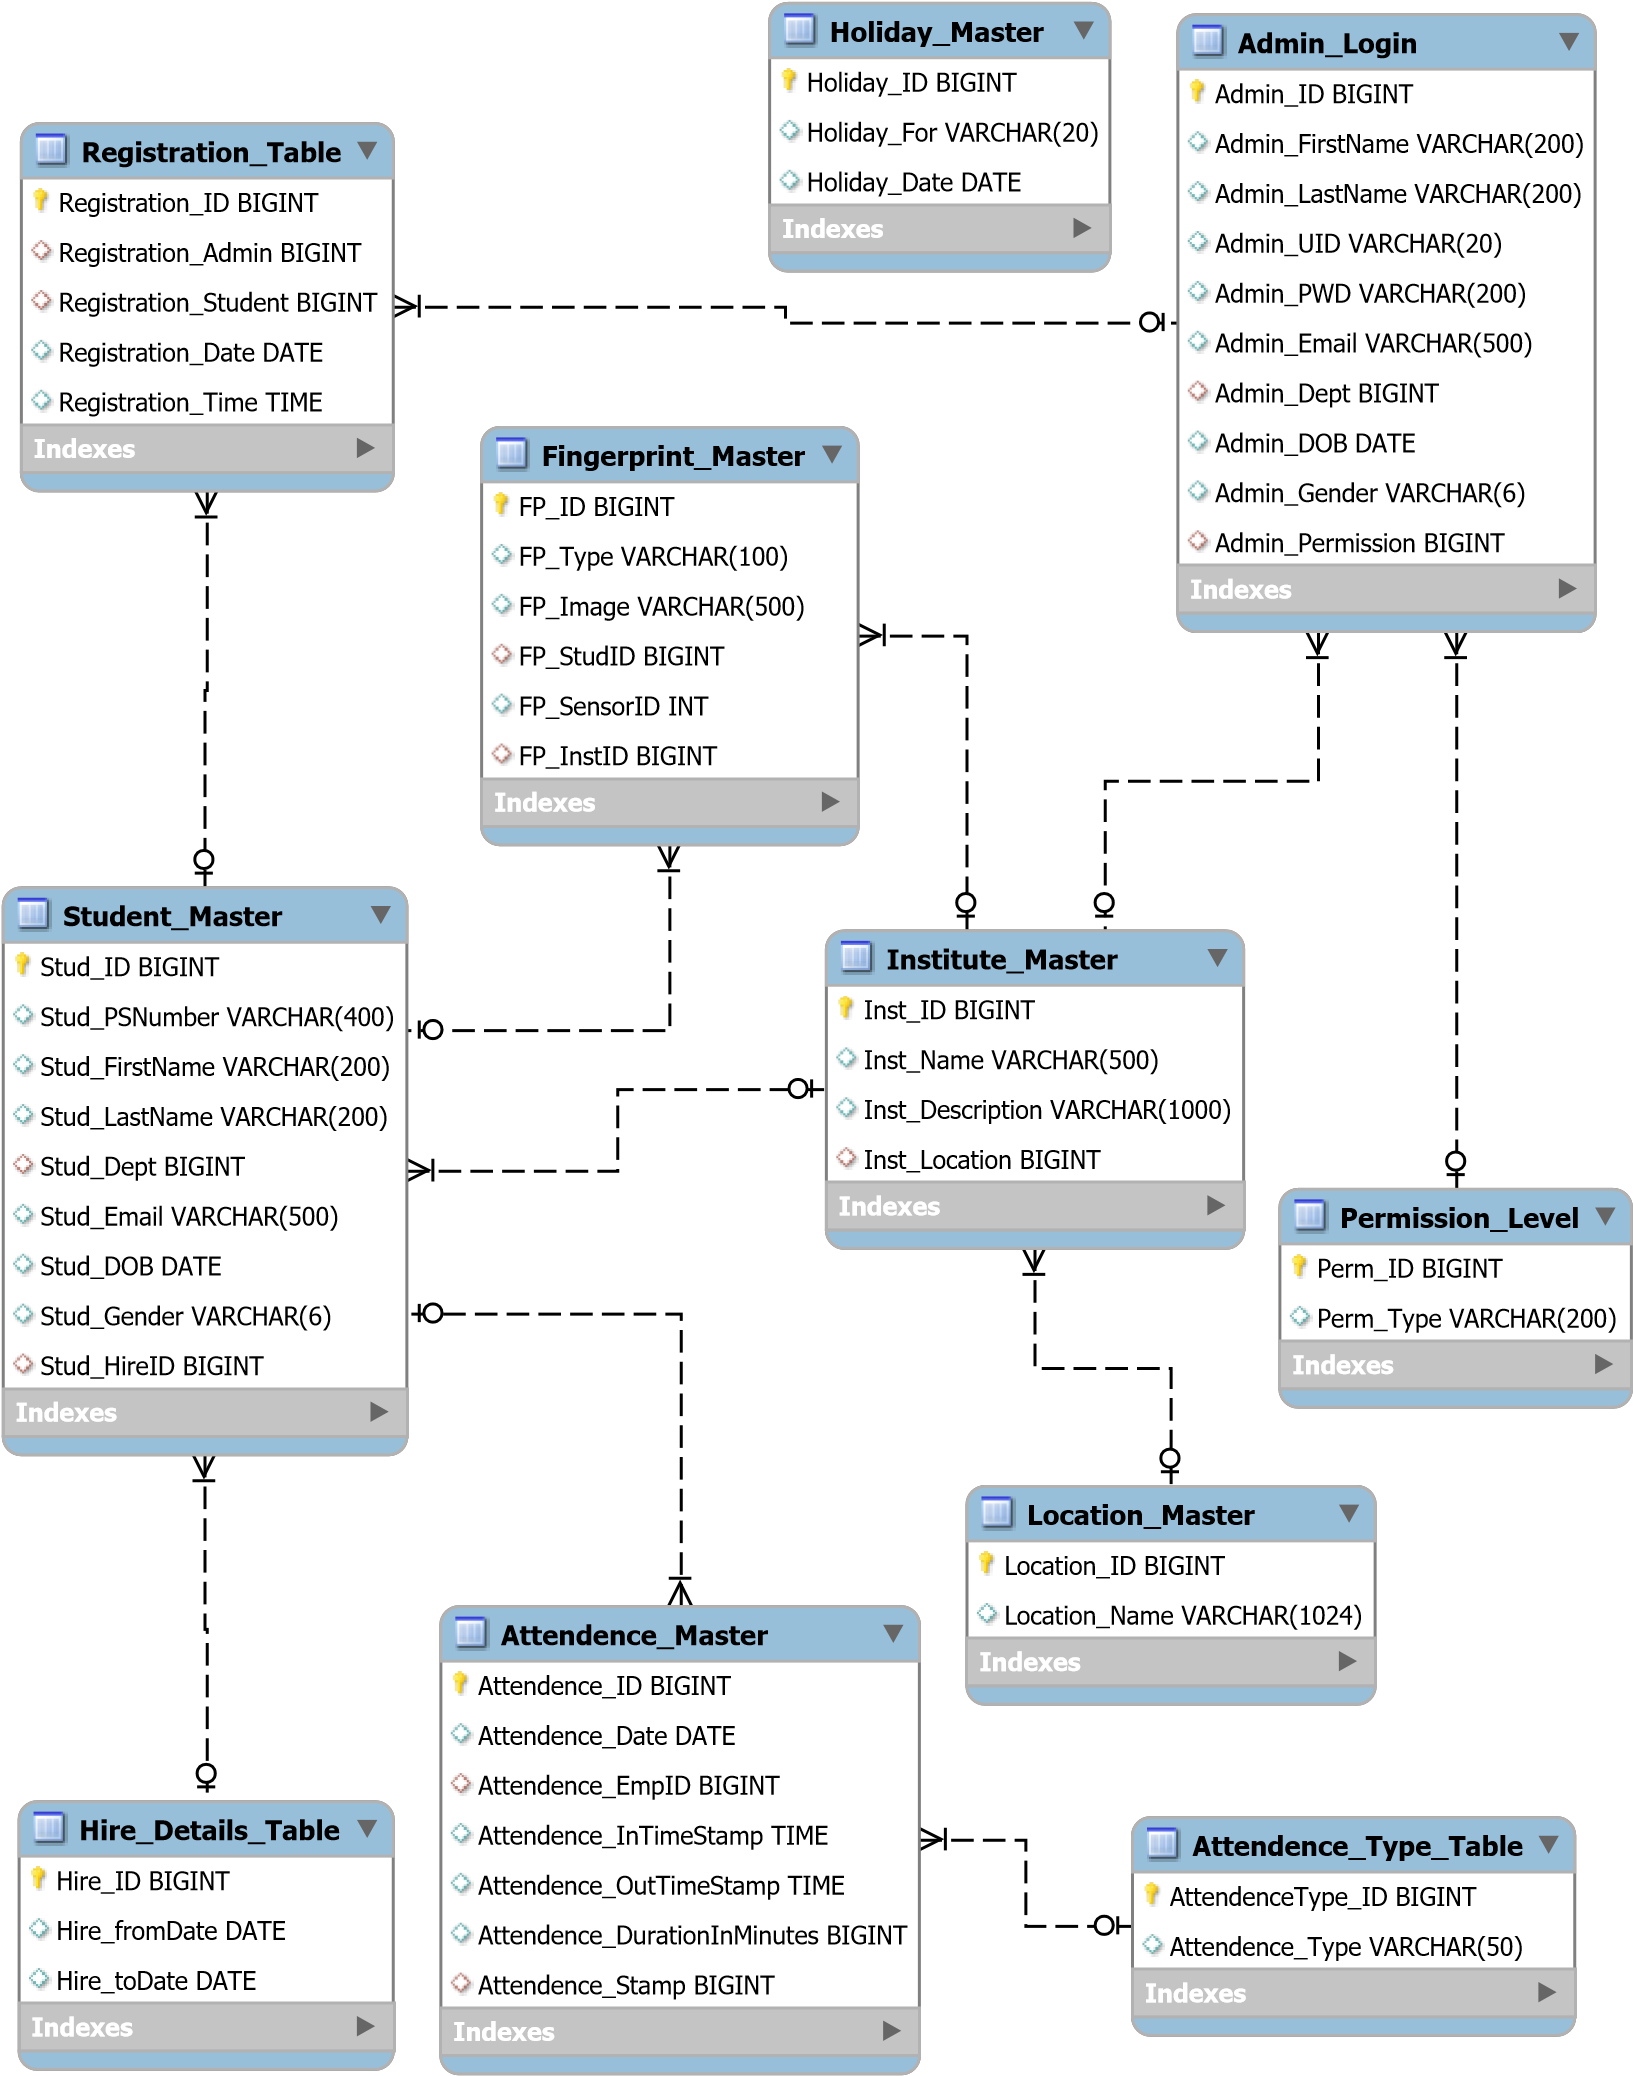 Holiday_Master
Holiday_ID BIGINT
Holiday_For VARCHAR(20)
Holiday_Date DATE
Indexes
Admin_Login
Admin_ID BIGINT
Admin_FirstName VARCHAR(200)
Admin_LastName VARCHAR(200)
Admin_UID VARCHAR(20)
Admin_PWD VARCHAR(200)
Admin_Email VARCHAR(500)
Admin_Dept BIGINT
Admin_DOB DATE
Admin_Gender VARCHAR(6)
Admin_Permission BIGINT
Indexes
Registration_Table
Registration_ID BIGINT
Registration_Admin BIGINT
Registration_Student BIGINT
Registration_Date DATE
Registration_Time TIME
Indexes
Fingerprint_Master
FP_ID BIGINT
FP_Type VARCHAR(100)
FP_Image VARCHAR(500)
FP_StudID BIGINT
FP_SensorID INT
FP_InstID BIGINT
Indexes
Student_Master
Stud_ID BIGINT
Stud_PSNumber VARCHAR(400)
Stud_FirstName VARCHAR(200)
Stud_LastName VARCHAR(200)
Stud_Dept BIGINT
Stud_Email VARCHAR(500)
Stud_DOB DATE
Stud_Gender VARCHAR(6)
Stud_HireID BIGINT
Indexes
Institute_Master
Inst_ID BIGINT
Inst_Name VARCHAR(500)
Inst_Description VARCHAR(1000)
Inst_Location BIGINT
Indexes
Permission_Level
Perm_ID BIGINT
Perm_Type VARCHAR(200)
Indexes
Location_Master
Location_ID BIGINT
Location_Name VARCHAR(1024)
Indexes
Attendence_Master
Attendence_ID BIGINT
Attendence_Date DATE
Attendence_EmpID BIGINT
Attendence_InTimeStamp TIME
Attendence_OutTimeStamp TIME
Attendence_DurationInMinutes BIGINT
Attendence_Stamp BIGINT
Indexes
Hire_Details_Table
Hire_ID BIGINT
Hire_fromDate DATE
Hire_toDate DATE
Indexes
Attendence_Type_Table
AttendenceType_ID BIGINT
Attendence_Type VARCHAR(50)
Indexes